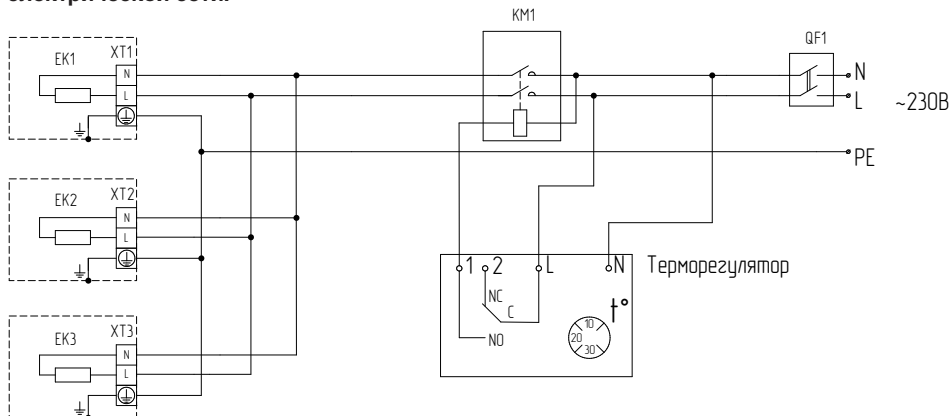 KM1
QF1
EK1
XT1
N
L
N
L
~230В
PE
EK2
XT2
N
L
1
2
L
N
Терморегулятор
NC
C
NO
t°
10
20
30
EK3
XT3
N
L